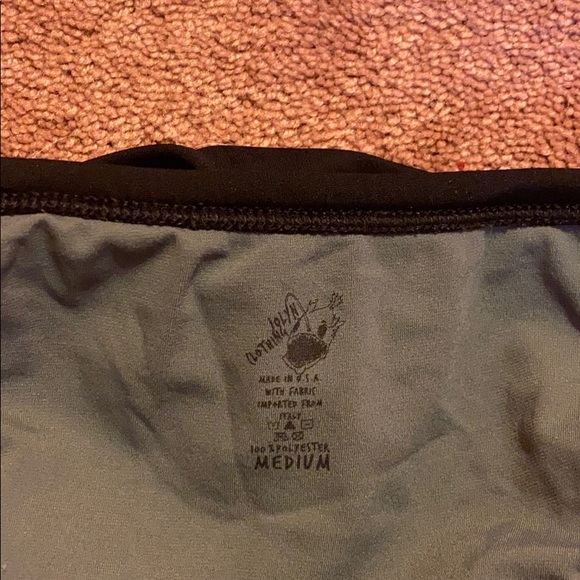 JOLYN
CLOTHING
MADE IN U.S.A.
WITH FABRIC
IMPORTED FROM
ITALY
100% POLYESTER
MEDIUM